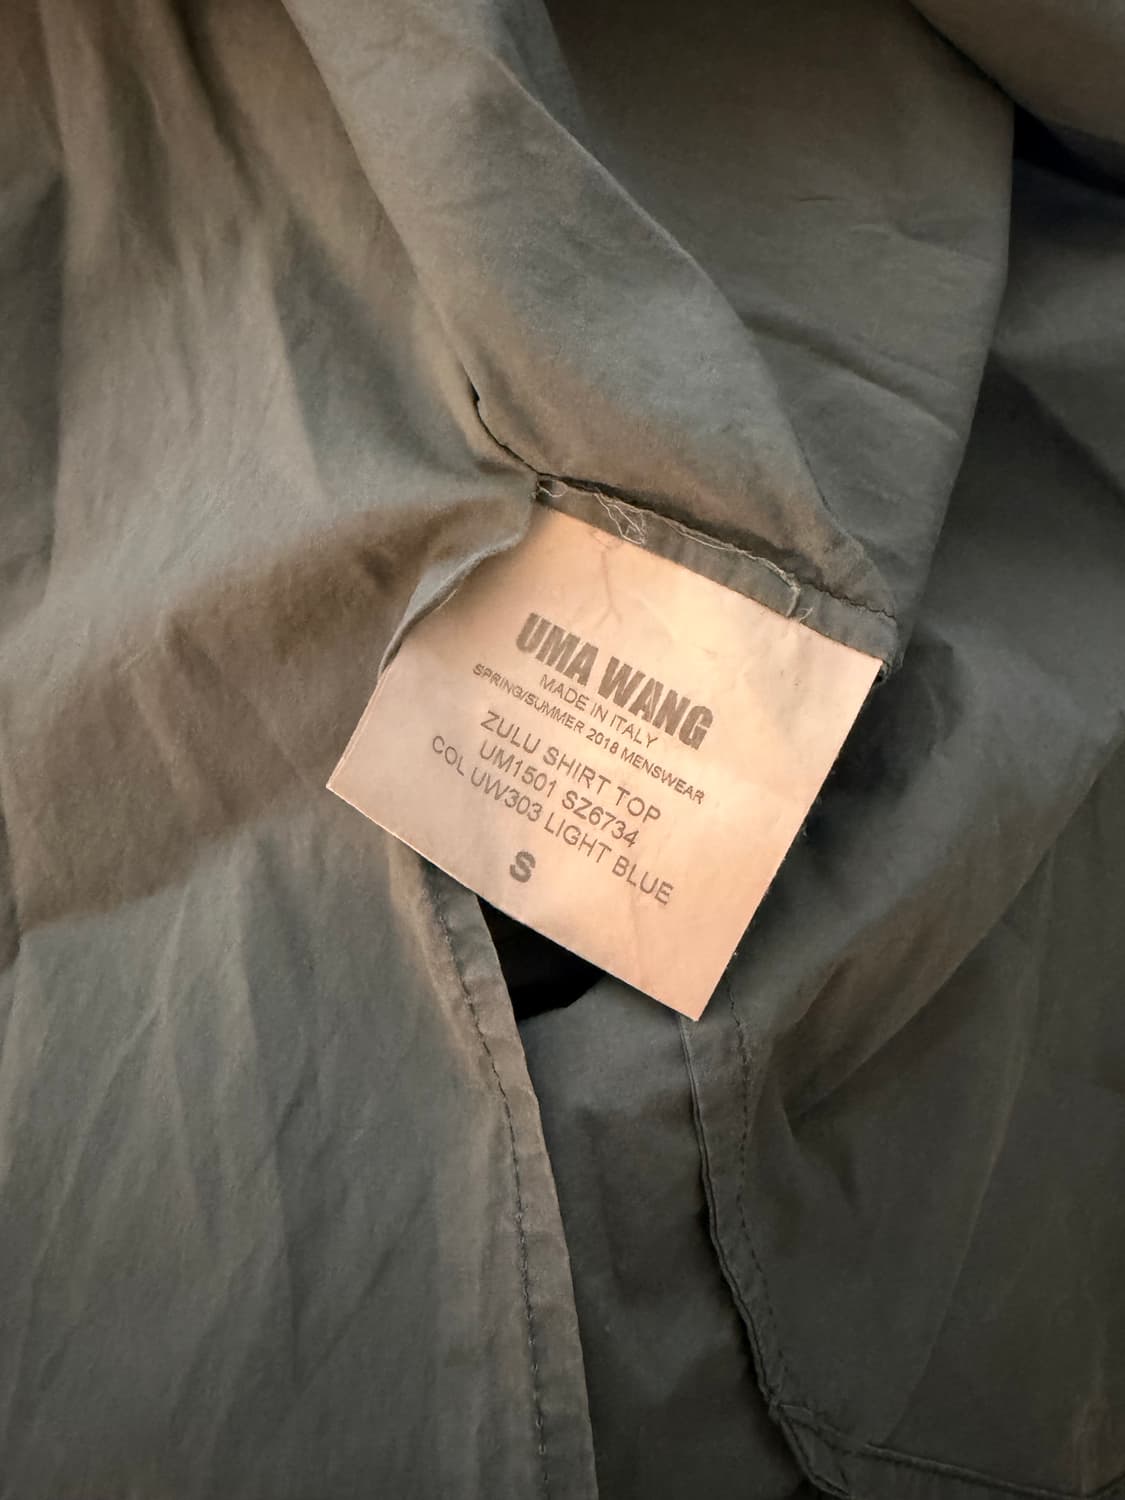 UMA WANG
MADE IN ITALY
SPRING/SUMMER 2018 MENSWEAR
ZULU SHIRT TOP
UM1501 SZ6734
COL UW303 LIGHT BLUE
S